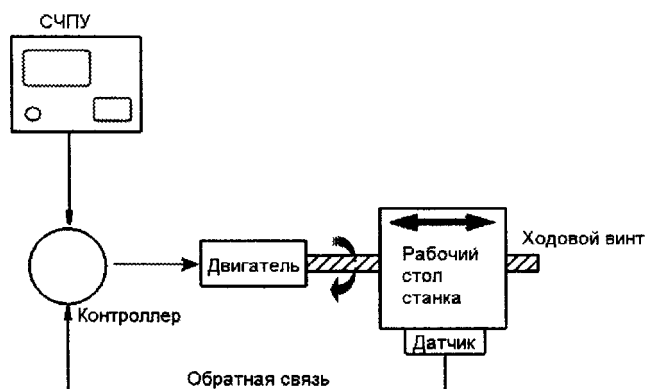 СЧПУ
Контроллер
Двигатель
Рабочий
стол
станка
Ходовой винт
Датчик
Обратная связь